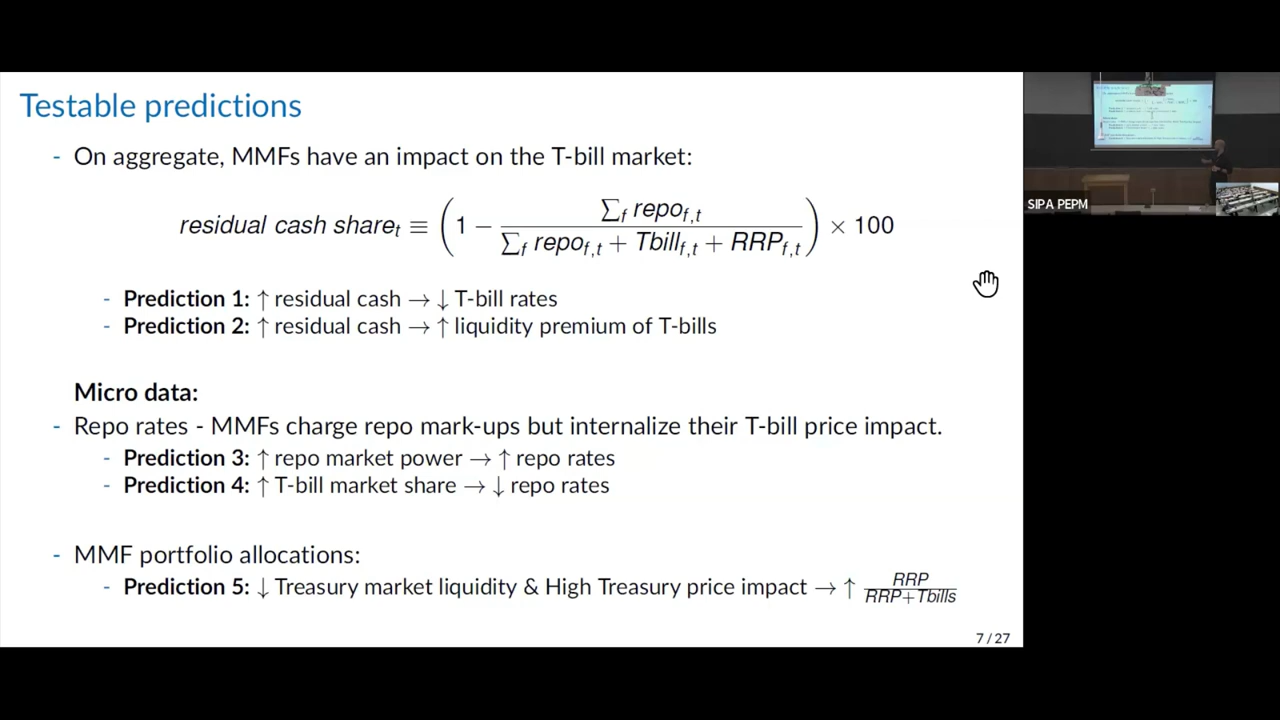 Testable predictions
- On aggregate, MMFs have an impact on the T-bill market:
residual cash share_t ≡ (1 − ∑_f repo_{f,t} / ∑_f repo_{f,t} + Tbill_{f,t} + RRP_{f,t}) × 100
- Prediction 1: ↑ residual cash → ↓ T-bill rates
- Prediction 2: ↑ residual cash → ↑ liquidity premium of T-bills
Micro data:
- Repo rates - MMFs charge repo mark-ups but internalize their T-bill price impact.
- Prediction 3: ↑ repo market power → ↑ repo rates
- Prediction 4: ↑ T-bill market share → ↓ repo rates
- MMF portfolio allocations:
- Prediction 5: ↓ Treasury market liquidity & High Treasury price impact → ↑ RRP / RRP+Tbills
7 / 27
SIPA PEPM